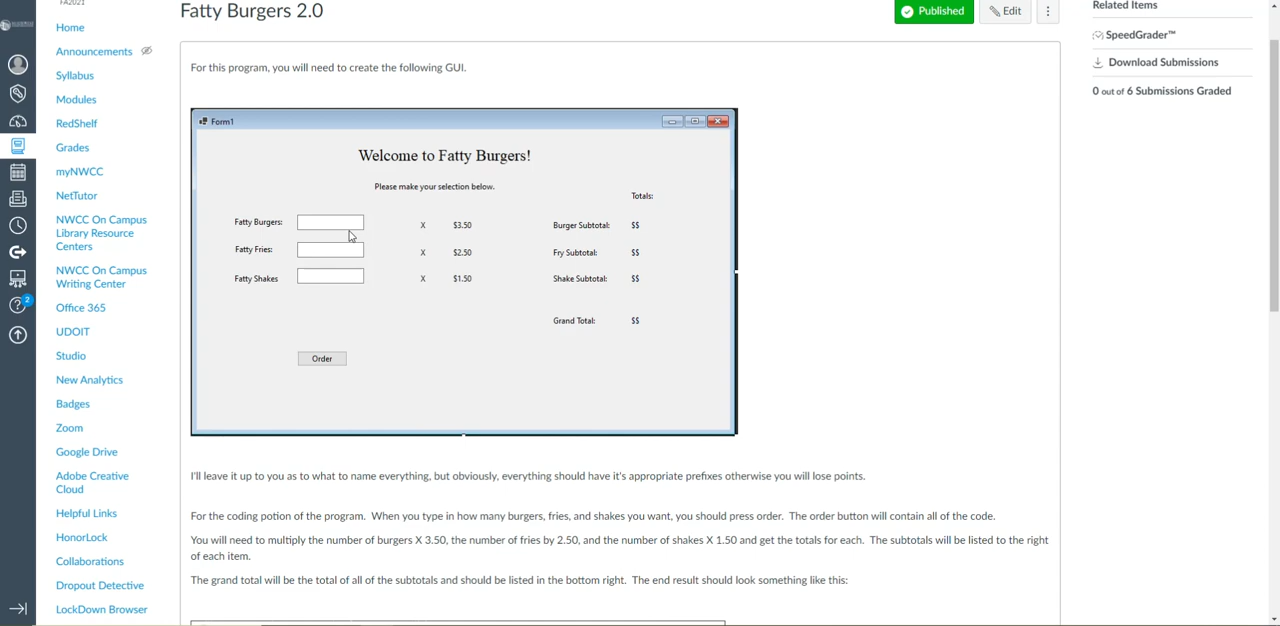 FA2021
Home
Announcements
Syllabus
Modules
RedShelf
Grades
myNWCC
NetTutor
NWCC On Campus
Library Resource
Centers
NWCC On Campus
Writing Center
Office 365
UDOIT
Studio
New Analytics
Badges
Zoom
Google Drive
Adobe Creative
Cloud
Helpful Links
HonorLock
Collaborations
Dropout Detective
LockDown Browser
2
Fatty Burgers 2.0
Published
Edit
For this program, you will need to create the following GUI.
Form1
Welcome to Fatty Burgers!
Please make your selection below.
Totals:
Fatty Burgers: X $3.50 Burger Subtotal: $$
Fatty Fries: X $2.50 Fry Subtotal: $$
Fatty Shakes X $1.50 Shake Subtotal: $$
Grand Total: $$
Order
I'll leave it up to you as to what to name everything, but obviously, everything should have it's appropriate prefixes otherwise you will lose points.
For the coding potion of the program. When you type in how many burgers, fries, and shakes you want, you should press order. The order button will contain all of the code.
You will need to multiply the number of burgers X 3.50, the number of fries by 2.50, and the number of shakes X 1.50 and get the totals for each. The subtotals will be listed to the right
of each item.
The grand total will be the total of all of the subtotals and should be listed in the bottom right. The end result should look something like this:
Related Items
SpeedGrader™
Download Submissions
0 out of 6 Submissions Graded